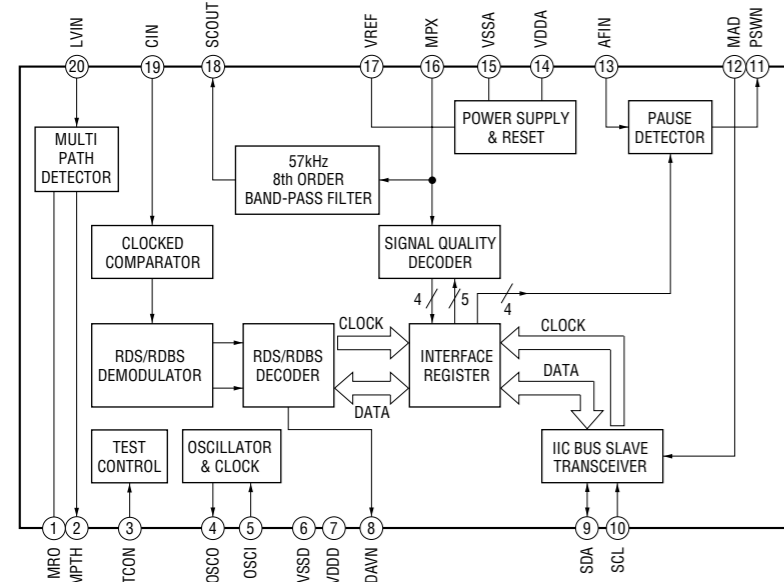 LVIN
CIN
SCOUT
VREF
MPX
VSSA
VDDA
AFIN
MAD
PSWN
20
19
18
17
16
15
14
13
12
11
MULTI
PATH
DETECTOR
57kHz
8th ORDER
BAND-PASS FILTER
POWER SUPPLY
& RESET
PAUSE
DETECTOR
CLOCKED
COMPARATOR
SIGNAL QUALITY
DECODER
4
5
4
RDS/RDBS
DEMODULATOR
RDS/RDBS
DECODER
CLOCK
DATA
INTERFACE
REGISTER
CLOCK
DATA
TEST
CONTROL
OSCILLATOR
& CLOCK
IIC BUS SLAVE
TRANSCEIVER
1
2
3
4
5
6
7
8
9
10
MRO
MPTH
TCON
OSCO
OSCI
VSSD
VDDD
DAVN
SDA
SCL